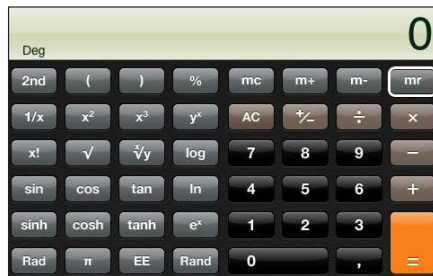 0
Deg
2nd ( ) % mc m+ m- mr
1/x x² x³ yˣ AC ⁺/₋ ÷ ×
x! √ ˣ√y log 7 8 9 −
sin cos tan ln 4 5 6 +
sinh cosh tanh eˣ 1 2 3
Rad π EE Rand 0 , =